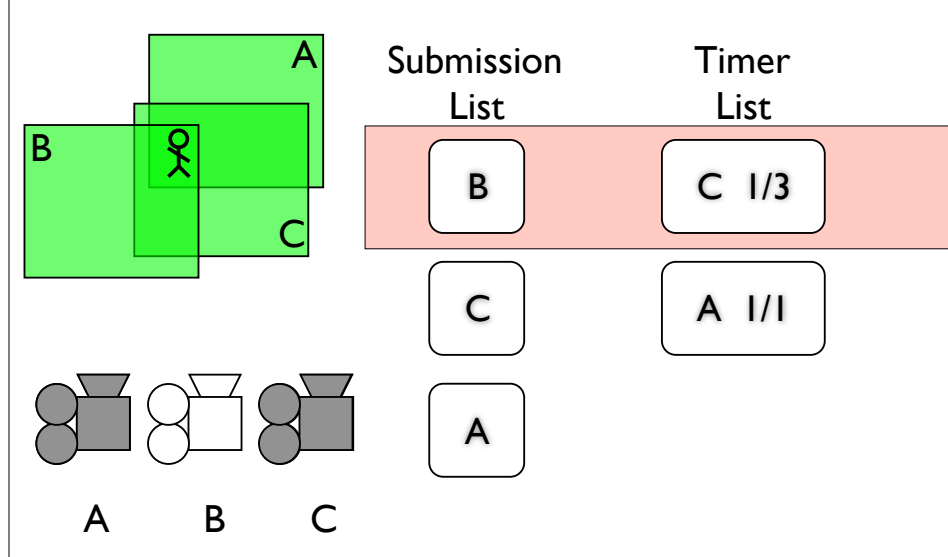 A
B
C
Submission
List
Timer
List
B
C 1/3
C
A 1/1
A
A B C